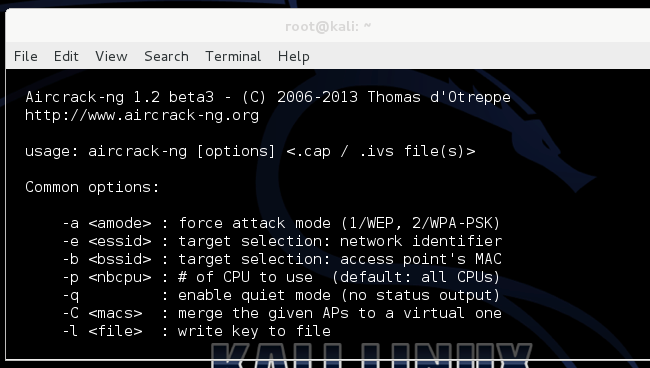 root@kali: ~
File Edit View Search Terminal Help
Aircrack-ng 1.2 beta3 - (C) 2006-2013 Thomas d'Otreppe
http://www.aircrack-ng.org
usage: aircrack-ng [options] <.cap / .ivs file(s)>
Common options:
-a <amode> : force attack mode (1/WEP, 2/WPA-PSK)
-e <essid> : target selection: network identifier
-b <bssid> : target selection: access point's MAC
-p <nbcpu> : # of CPU to use  (default: all CPUs)
-q         : enable quiet mode (no status output)
-C <macs>  : merge the given APs to a virtual one
-l <file>  : write key to file
KALI LINUX